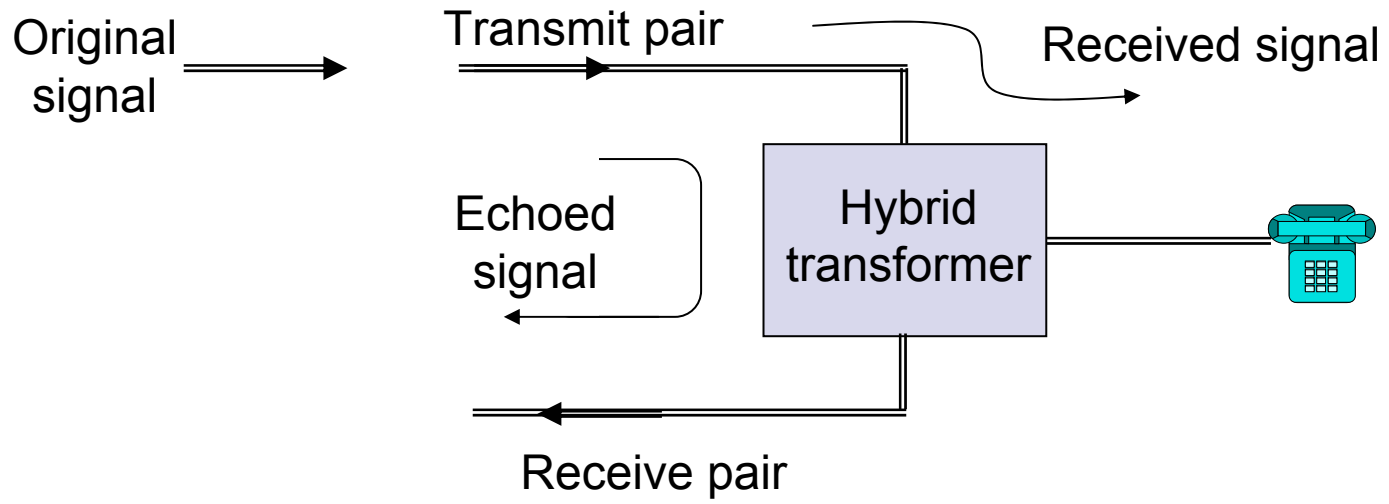 Original
signal
Transmit pair
Received signal
Echoed
signal
Hybrid
transformer
Receive pair